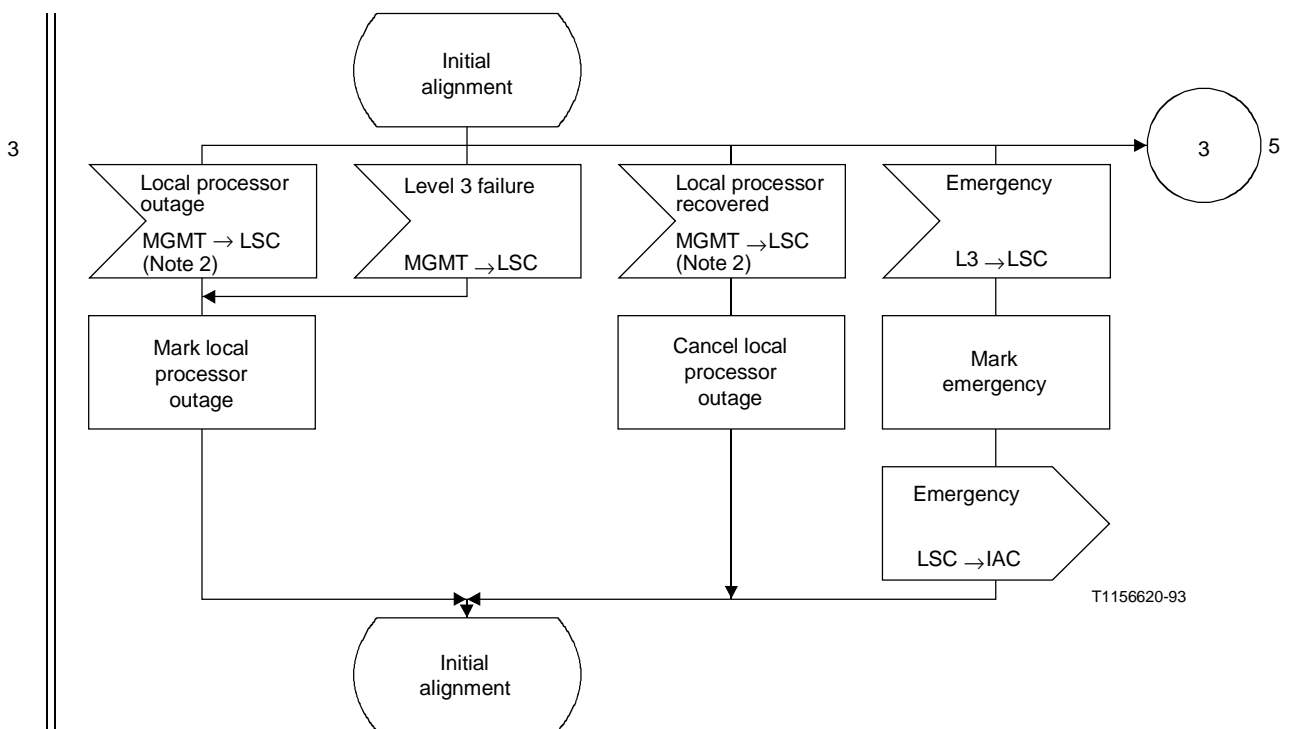 Initial
alignment
3
3
5
Local processor
outage
MGMT → LSC
(Note 2)
Level 3 failure
MGMT → LSC
Local processor
recovered
MGMT → LSC
(Note 2)
Emergency
L3 → LSC
Mark local
processor
outage
Cancel local
processor
outage
Mark
emergency
Emergency
LSC → IAC
T1156620-93
Initial
alignment